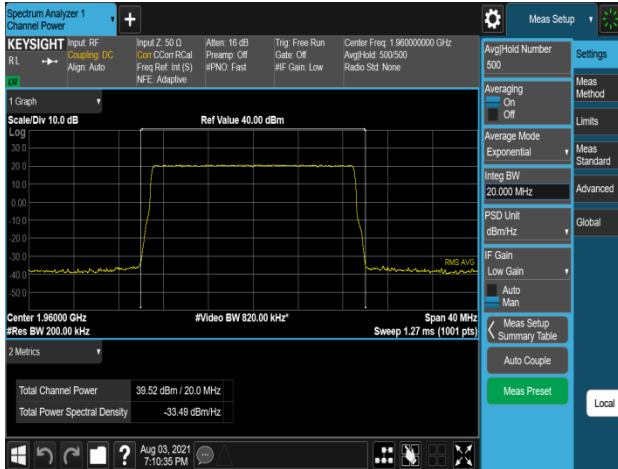 Spectrum Analyzer 1
Channel Power
+
Meas Setup
KEYSIGHT
RL
LU
Input: RF
Coupling: DC
Align: Auto
Input Z: 50 Ω
Corr CCorr RCal
Freq Ref: Int (S)
NFE: Adaptive
Atten: 16 dB
Preamp: Off
#PNO: Fast
Trig: Free Run
Gate: Off
#IF Gain: Low
Center Freq: 1.960000000 GHz
Avg|Hold: 500/500
Radio Std: None
1 Graph
Scale/Div 10.0 dB
Ref Value 40.00 dBm
Log
30.0
20.0
10.0
0.00
-10.0
-20.0
-30.0
-40.0
-50.0
RMS AVG
Center 1.96000 GHz
#Video BW 820.00 kHz*
Span 40 MHz
#Res BW 200.00 kHz
Sweep 1.27 ms (1001 pts)
2 Metrics
Total Channel Power 39.52 dBm / 20.0 MHz
Total Power Spectral Density -33.49 dBm/Hz
Avg|Hold Number
500
Averaging
On
Off
Average Mode
Exponential
Integ BW
20.000 MHz
PSD Unit
dBm/Hz
IF Gain
Low Gain
Auto
Man
Meas Setup
Summary Table
Auto Couple
Meas Preset
Settings
Meas
Method
Limits
Meas
Standard
Advanced
Global
Local
?
Aug 03, 2021
7:10:35 PM